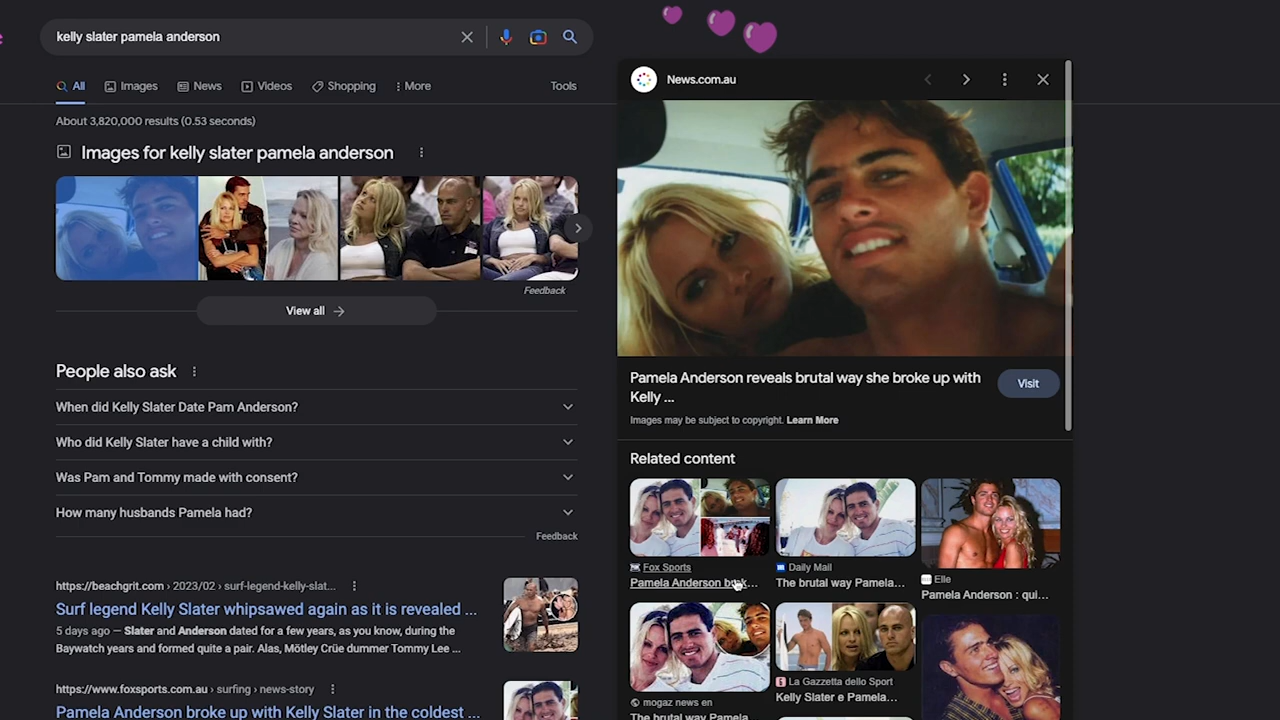 kelly slater pamela anderson
All
Images
News
Videos
Shopping
More
Tools
About 3,820,000 results (0.53 seconds)
Images for kelly slater pamela anderson
Feedback
View all
People also ask
When did Kelly Slater Date Pam Anderson?
Who did Kelly Slater have a child with?
Was Pam and Tommy made with consent?
How many husbands Pamela had?
Feedback
https://beachgrit.com › 2023/02 › surf-legend-kelly-slat...
Surf legend Kelly Slater whipsawed again as it is revealed ...
5 days ago — Slater and Anderson dated for a few years, as you know, during the
Baywatch years and formed quite a pair. Alas, Mötley Crüe dummer Tommy Lee ...
https://www.foxsports.com.au › surfing › news-story
Pamela Anderson broke up with Kelly Slater in the coldest ...
News.com.au
Pamela Anderson reveals brutal way she broke up with
Kelly ...
Visit
Images may be subject to copyright. Learn More
Related content
Fox Sports
Pamela Anderson
Daily Mail
The brutal way Pamela...
Elle
Pamela Anderson : qui...
mogaz news en
The brutal way Pamela
La Gazzetta dello Sport
Kelly Slater e Pamela...